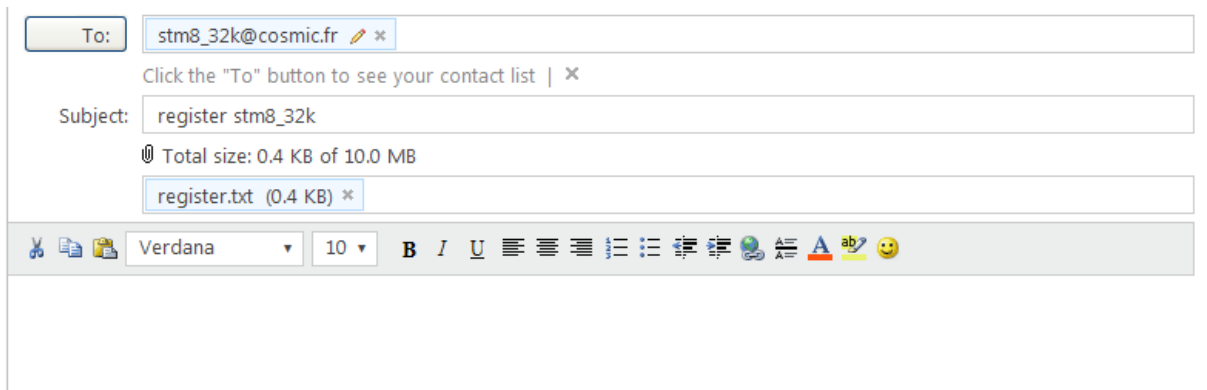 To: stm8_32k@cosmic.fr
Click the "To" button to see your contact list |
Subject: register stm8_32k
Total size: 0.4 KB of 10.0 MB
register.txt (0.4 KB)
Verdana 10 B I U A ab